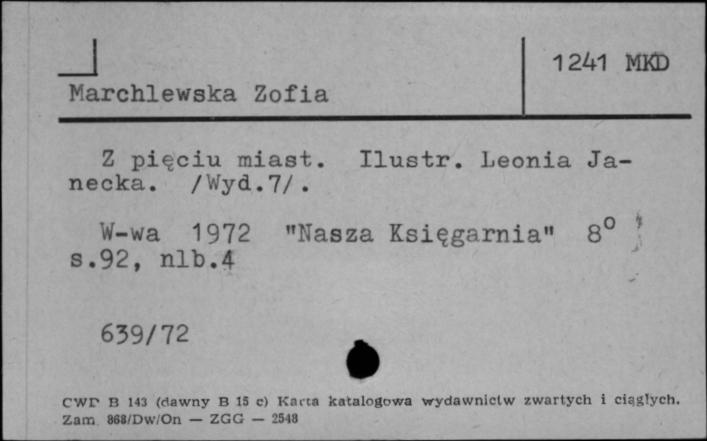 1241 MKD
Marchlewska Zofia
Z pięciu miast. Ilustr. Leonia Ja-
necka. /Wyd.7/.
W-wa 1972 "Nasza Księgarnia" 8°
s.92, nlb.4
639/72
CWD B 143 (dawny B 15 c) Karta katalogowa wydawnictw zwartych i ciągłych.
Zam. 868/Dw/On — ZGG — 2548